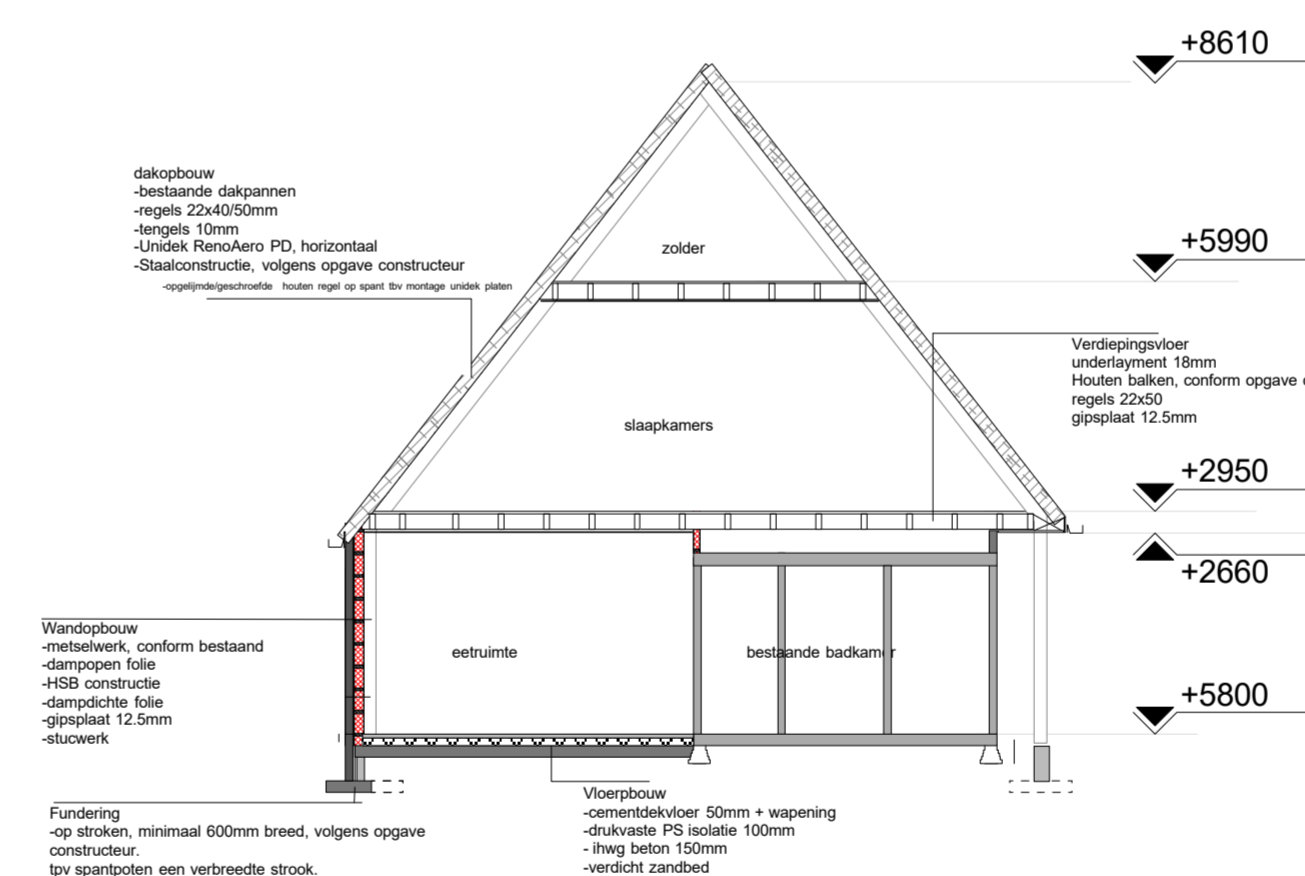 +8610
dakopbouw
-bestaande dakpannen
-regels 22x40/50mm
-tengels 10mm
-Unidek RenoAero PD, horizontaal
-Staalconstructie, volgens opgave constructeur
-opgelijmde/geschroefde houten regel op spant tbv montage unidek platen
zolder
+5990
Verdiepingsvloer
underlayment 18mm
Houten balken, conform opgave
regels 22x50
gipsplaat 12.5mm
slaapkamers
+2950
+2660
Wandopbouw
-metselwerk, conform bestaand
-dampopen folie
-HSB constructie
-dampdichte folie
-gipsplaat 12.5mm
-stucwerk
eetruimte
bestaande badkamer
+5800
Fundering
-op stroken, minimaal 600mm breed, volgens opgave
constructeur.
tpv spantpoten een verbreedte strook.
Vloerpbouw
-cementdekvloer 50mm + wapening
-drukvaste PS isolatie 100mm
- ihwg beton 150mm
-verdicht zandbed